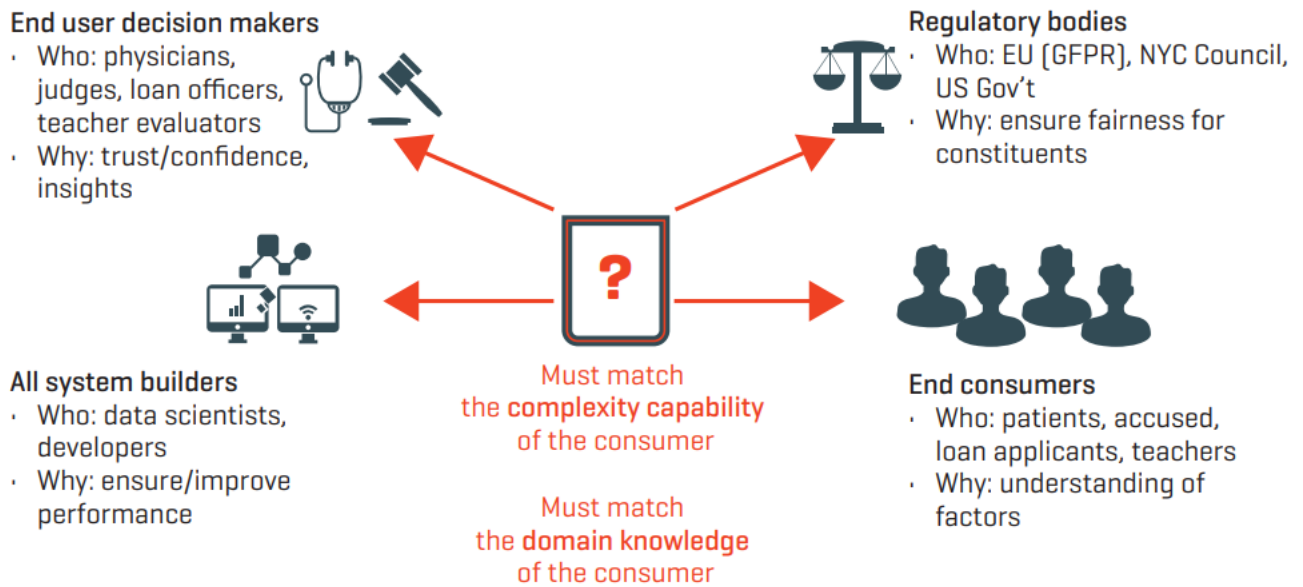 End user decision makers
· Who: physicians,
judges, loan officers,
teacher evaluators
· Why: trust/confidence,
insights
Regulatory bodies
· Who: EU (GFPR), NYC Council,
US Gov't
· Why: ensure fairness for
constituents
?
All system builders
· Who: data scientists,
developers
· Why: ensure/improve
performance
Must match
the complexity capability
of the consumer
Must match
the domain knowledge
of the consumer
End consumers
· Who: patients, accused,
loan applicants, teachers
· Why: understanding of
factors